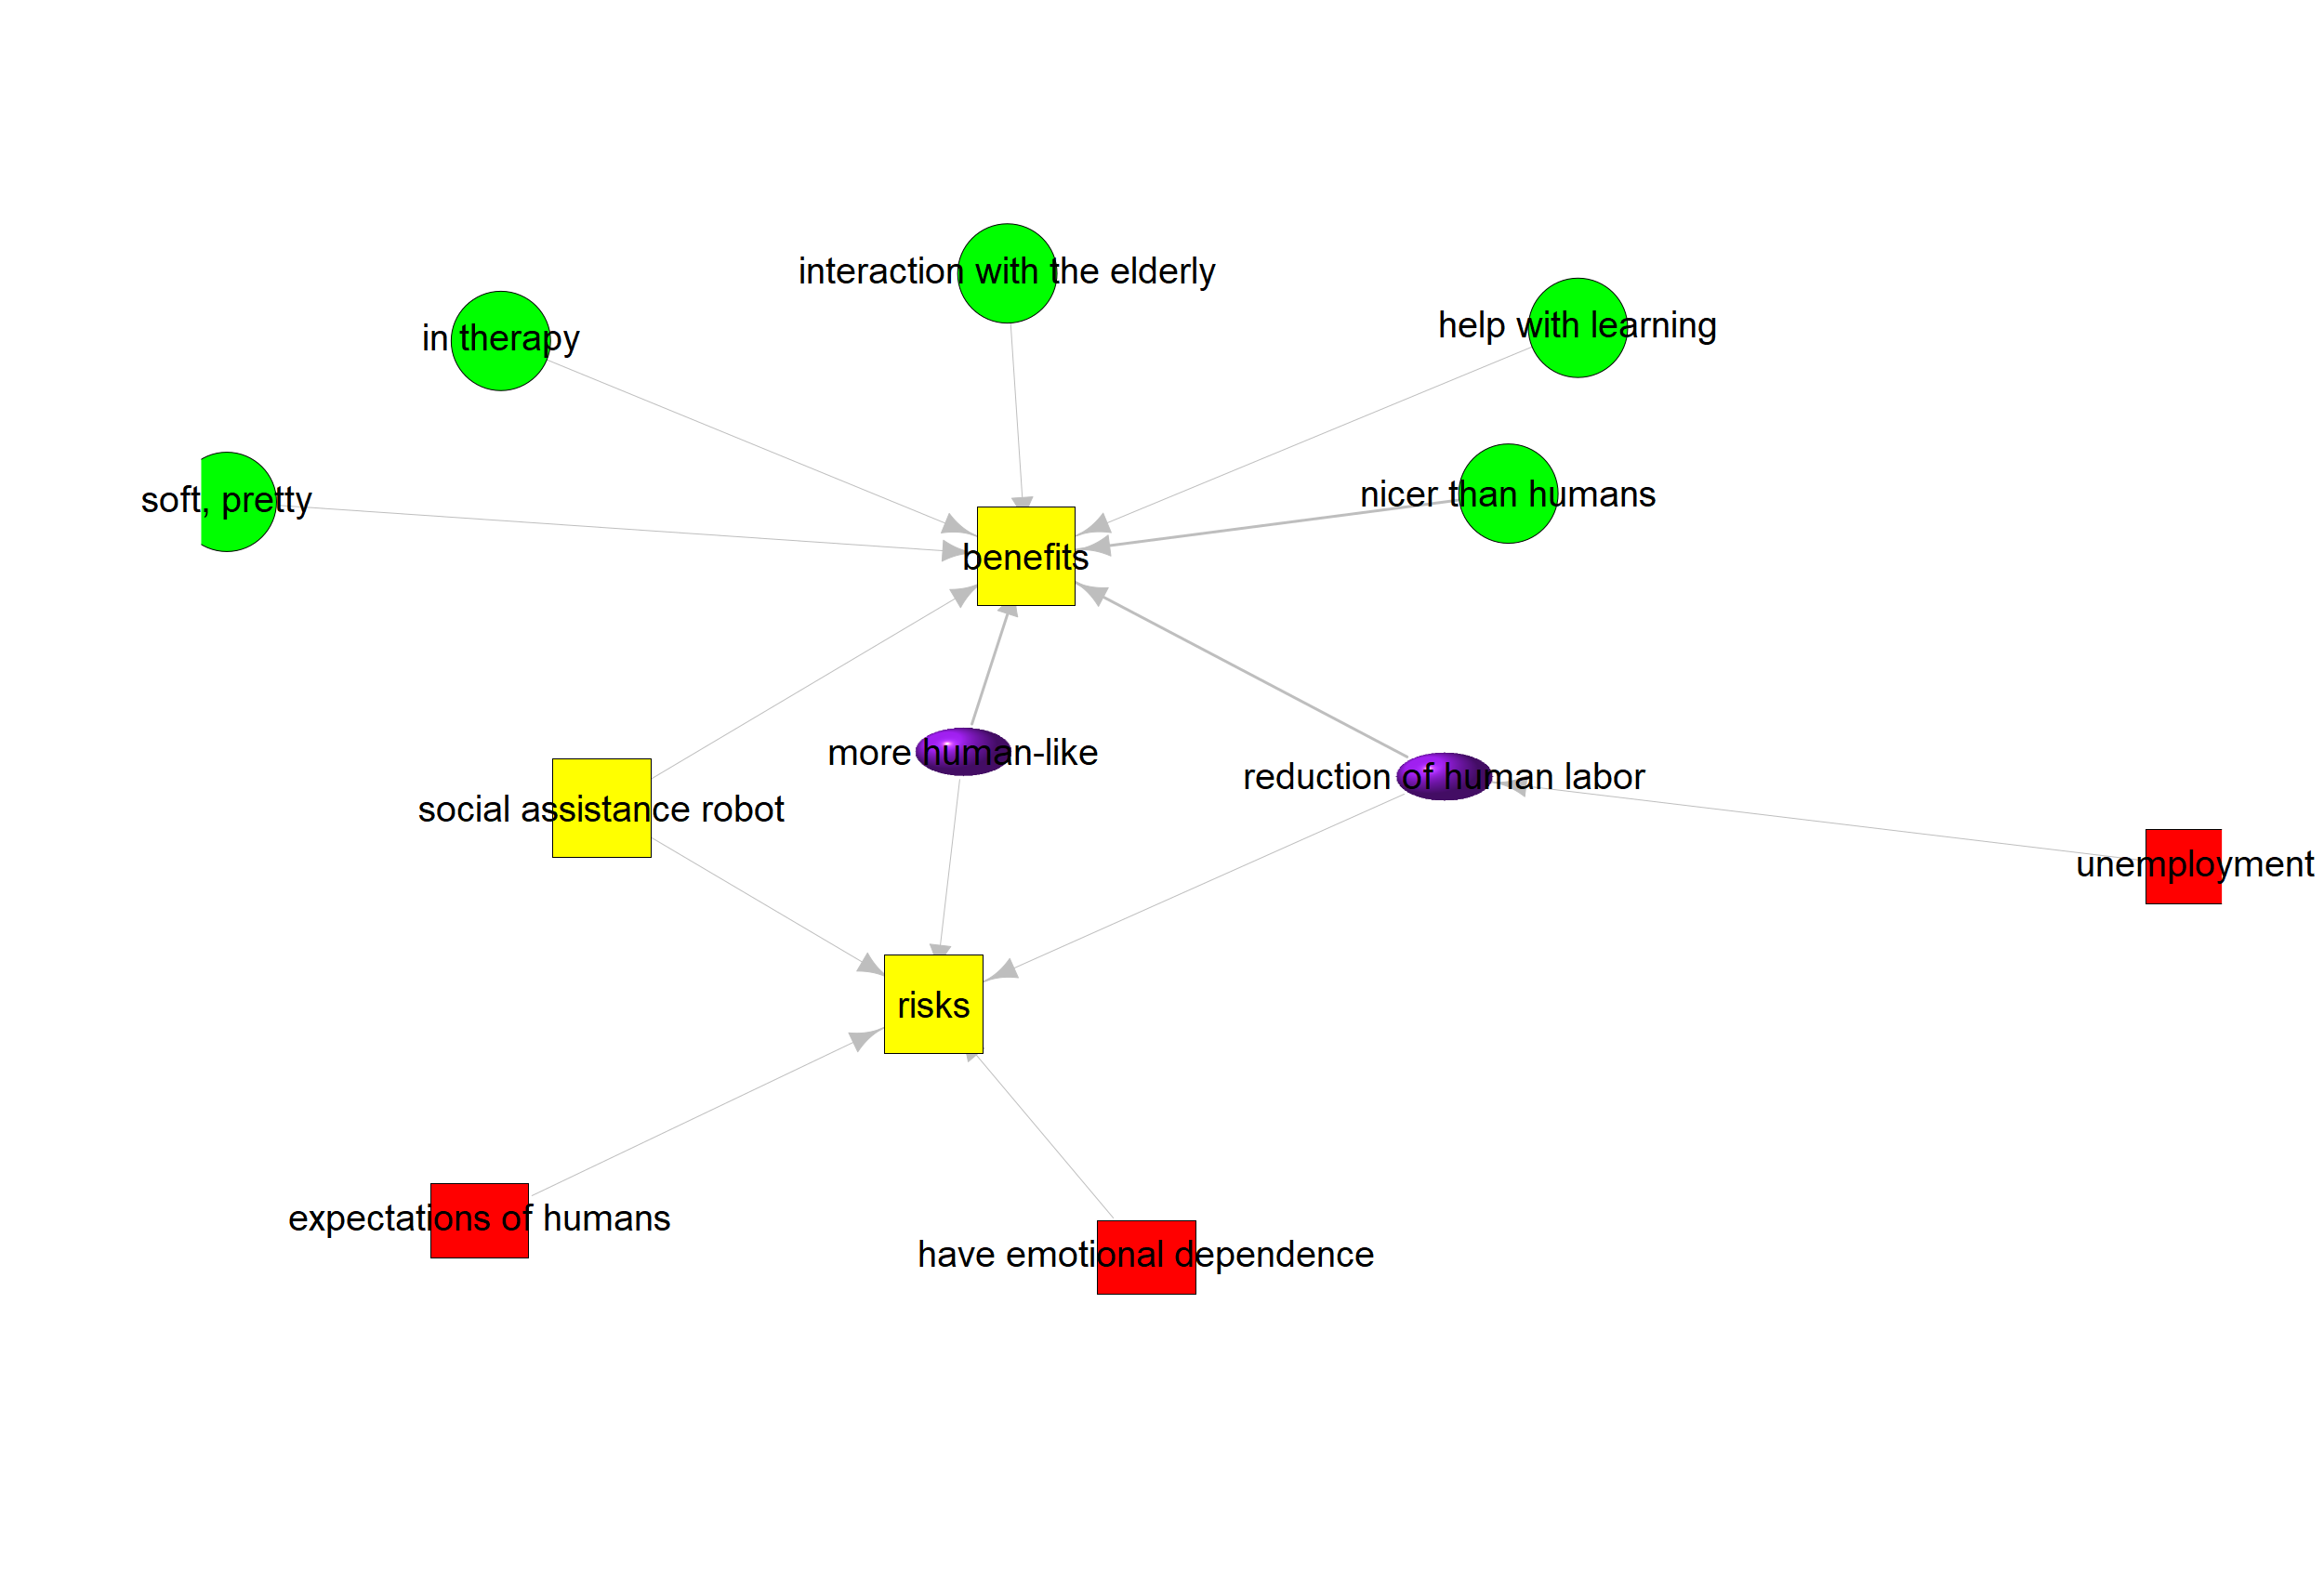 interaction with the elderly
help with learning
in therapy
nicer than humans
soft, pretty
benefits
more human-like
reduction of human labor
social assistance robot
unemployment
risks
expectations of humans
have emotional dependence